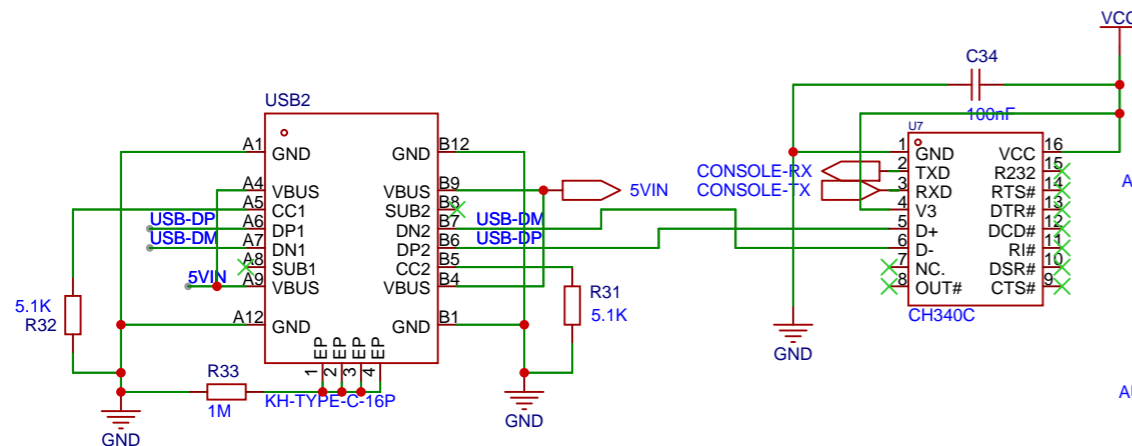 VCC
C34
100nF
USB2
A1
GND
GND
B12
A4
VBUS
VBUS
B9
5VIN
A5
CC1
SUB2
B8
USB-DP
A6
DP1
DN2
B7
USB-DM
USB-DM
A7
DN1
DP2
B6
USB-DP
A8
SUB1
CC2
B5
5VIN
A9
VBUS
VBUS
B4
A12
GND
GND
B1
5.1K
R32
R31
5.1K
EP
EP
EP
EP
1
2
3
4
R33
1M
KH-TYPE-C-16P
GND
GND
U7
1
GND
VCC
16
CONSOLE-RX
2
TXD
R232
15
CONSOLE-TX
3
RXD
RTS#
14
4
V3
DTR#
13
5
D+
DCD#
12
6
D-
RI#
11
7
NC.
DSR#
10
8
OUT#
CTS#
9
CH340C
GND